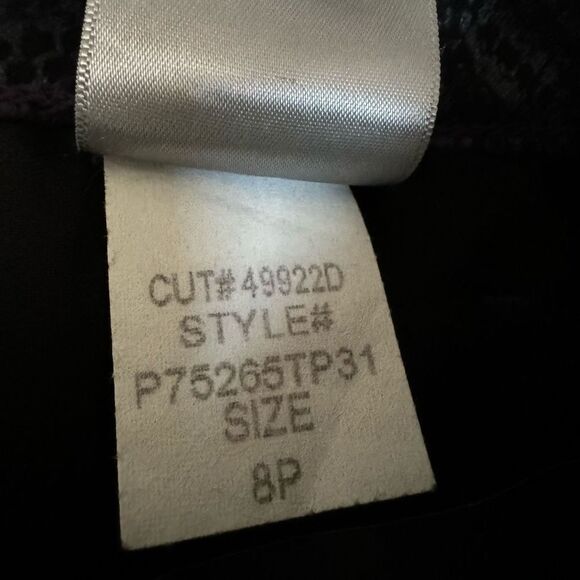 CUT# 49922D
STYLE#
P75265TP31
SIZE
8P